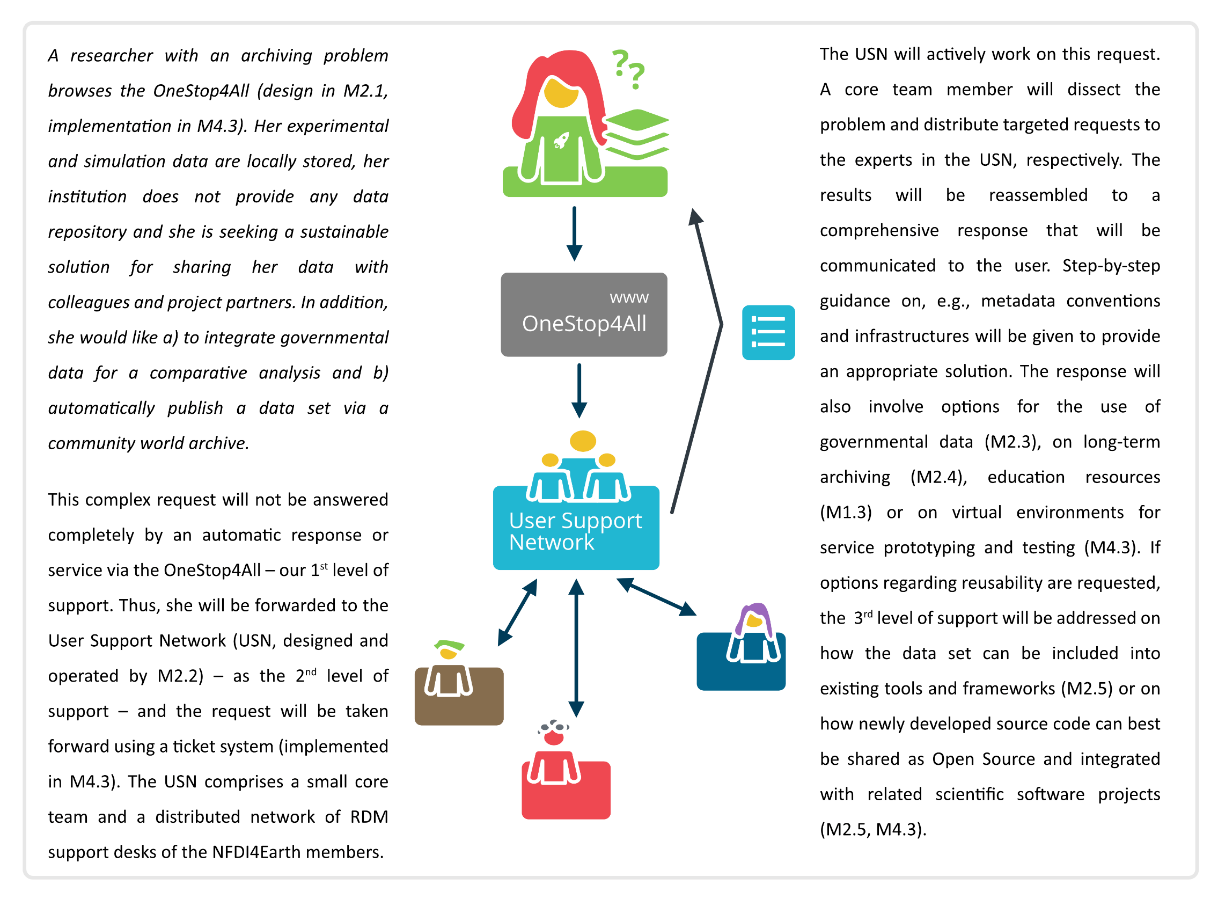 A researcher with an archiving problem
browses the OneStop4All (design in M2.1,
implementation in M4.3). Her experimental
and simulation data are locally stored, her
institution does not provide any data
repository and she is seeking a sustainable
solution for sharing her data with
colleagues and project partners. In addition,
she would like a) to integrate governmental
data for a comparative analysis and b)
automatically publish a data set via a
community world archive.
This complex request will not be answered
completely by an automatic response or
service via the OneStop4All – our 1st level of
support. Thus, she will be forwarded to the
User Support Network (USN, designed and
operated by M2.2) – as the 2nd level of
support – and the request will be taken
forward using a ticket system (implemented
in M4.3). The USN comprises a small core
team and a distributed network of RDM
support desks of the NFDI4Earth members.
??
www
OneStop4All
User Support
Network
The USN will actively work on this request.
A core team member will dissect the
problem and distribute targeted requests to
the experts in the USN, respectively. The
results will be reassembled to a
comprehensive response that will be
communicated to the user. Step-by-step
guidance on, e.g., metadata conventions
and infrastructures will be given to provide
an appropriate solution. The response will
also involve options for the use of
governmental data (M2.3), on long-term
archiving (M2.4), education resources
(M1.3) or on virtual environments for
service prototyping and testing (M4.3). If
options regarding reusability are requested,
the 3rd level of support will be addressed on
how the data set can be included into
existing tools and frameworks (M2.5) or on
how newly developed source code can best
be shared as Open Source and integrated
with related scientific software projects
(M2.5, M4.3).